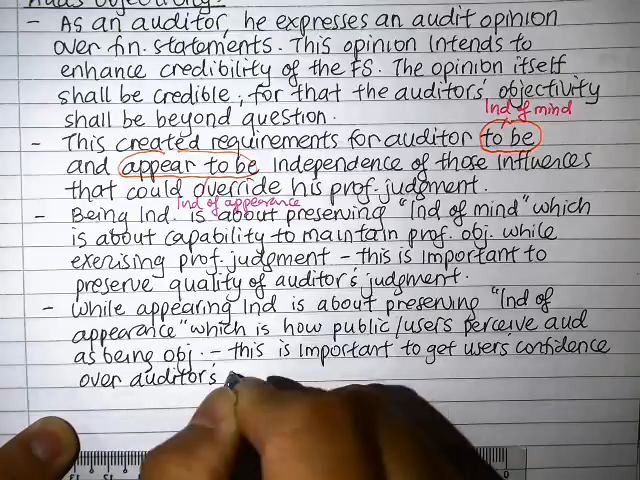 - As an auditor, he expresses an audit opinion
over fin. statements. This opinion intends to
enhance credibility of the FS. The opinion itself
shall be credible, for that the auditors' objectivity
shall be beyond question.
Ind of mind
- This created requirements for auditor to be
and appear to be independence of those influences
that could override his prof. judgment.
Ind of appearance
- Being Ind. is about preserving "Ind of mind" which
is about capability to maintain prof. obj. while
exerising prof. judgment - this is important to
preserve quality of auditor's judgment.
- While appearing Ind is about preserving "Ind of
appearance" which is how public/users perceive aud
as being obj. - this is important to get users confidence
over auditor's